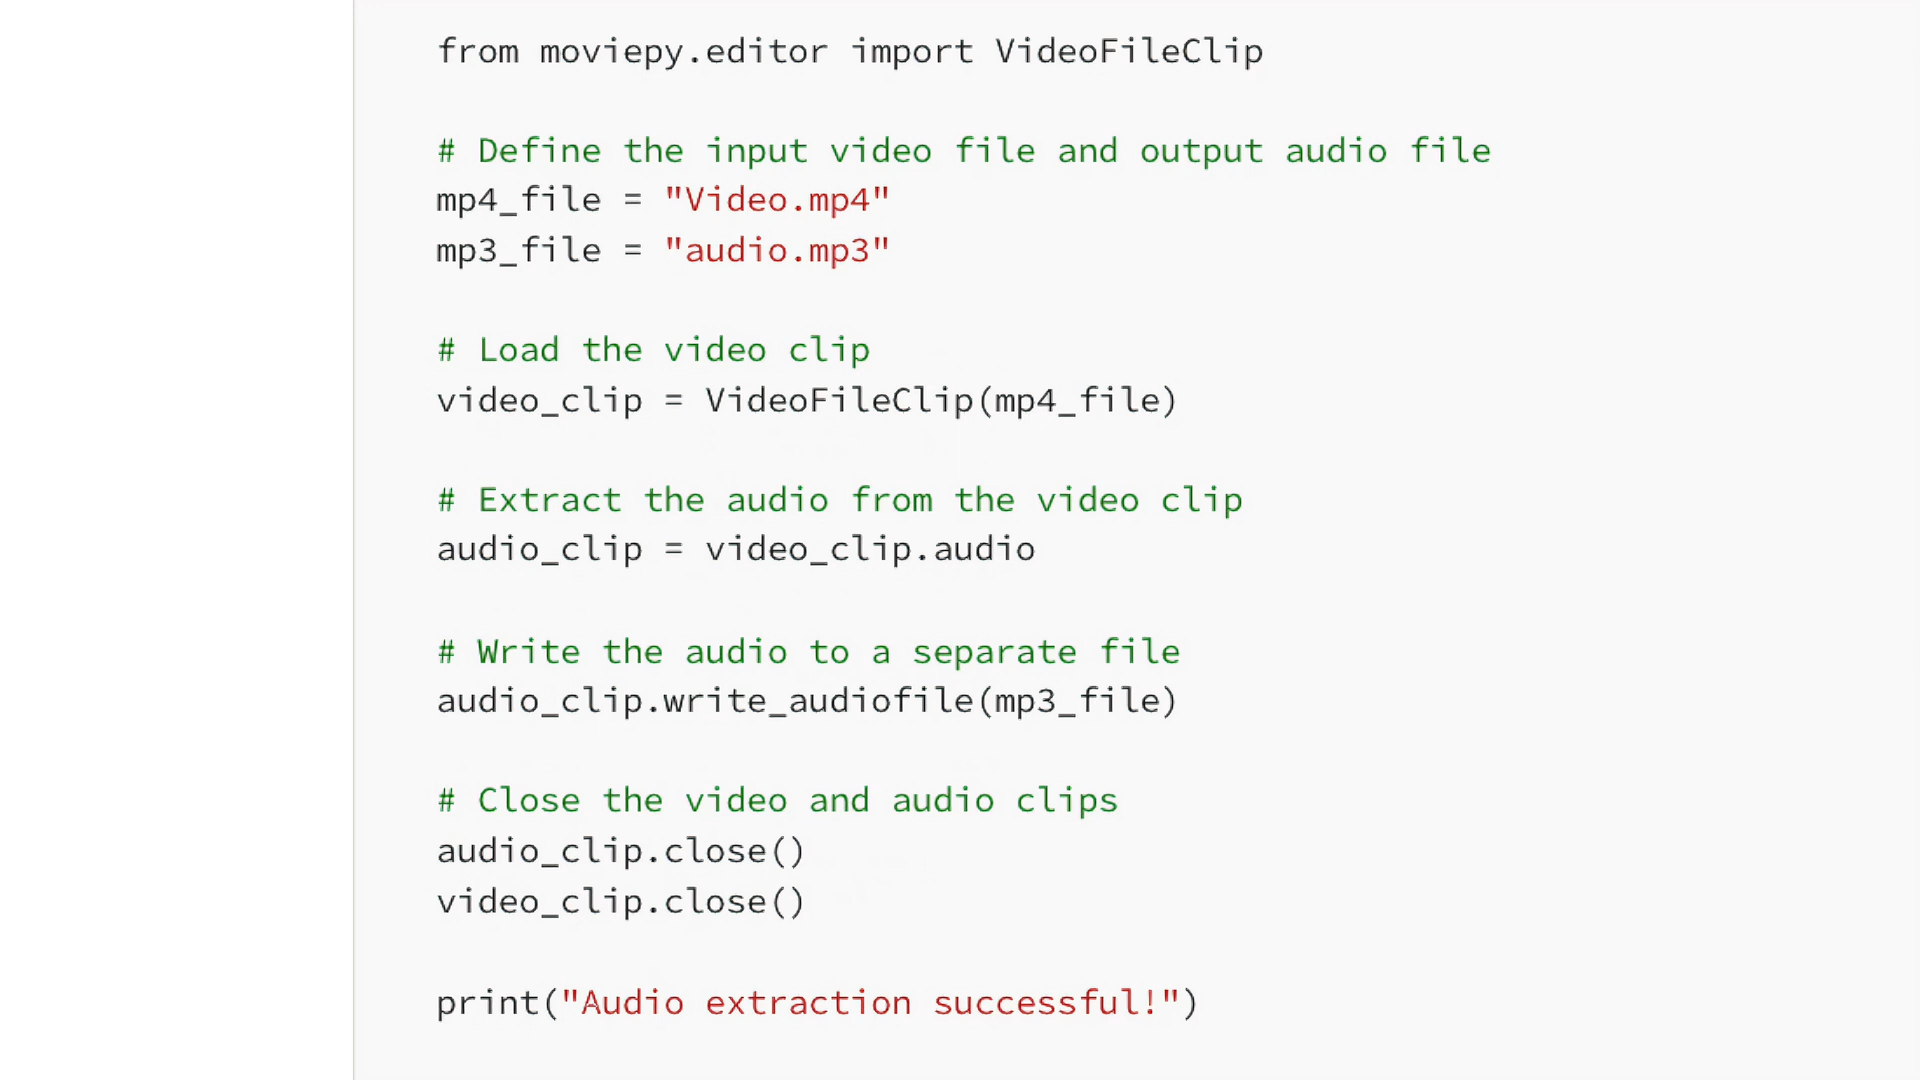 from moviepy.editor import VideoFileClip
# Define the input video file and output audio file
mp4_file = "Video.mp4"
mp3_file = "audio.mp3"
# Load the video clip
video_clip = VideoFileClip(mp4_file)
# Extract the audio from the video clip
audio_clip = video_clip.audio
# Write the audio to a separate file
audio_clip.write_audiofile(mp3_file)
# Close the video and audio clips
audio_clip.close()
video_clip.close()
print("Audio extraction successful!")